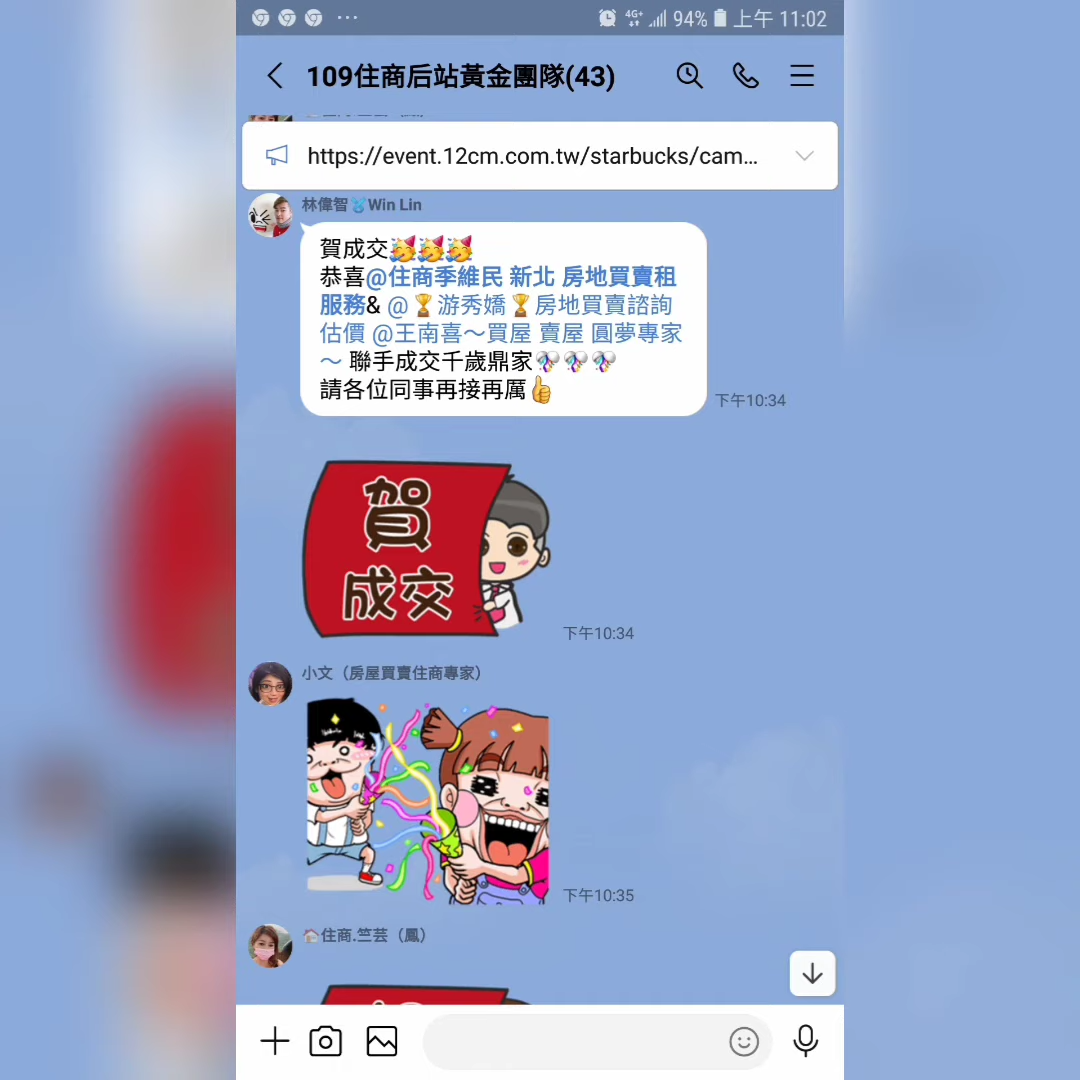 4G+ 94% 上午 11:02
109住商后站黃金團隊(43)
https://event.12cm.com.tw/starbucks/cam...
林偉智🐰Win Lin
賀成交🥳🥳🥳
恭喜@住商季維民 新北 房地買賣租
服務& @🏆游秀嬌🏆房地買賣諮詢
估價 @王南喜～買屋 賣屋 圓夢專家
～ 聯手成交千歲鼎家🎊🎊🎊
請各位同事再接再厲👍
下午10:34
賀
成交
下午10:34
小文（房屋買賣住商專家）
下午10:35
🏠住商.竺芸（鳳）